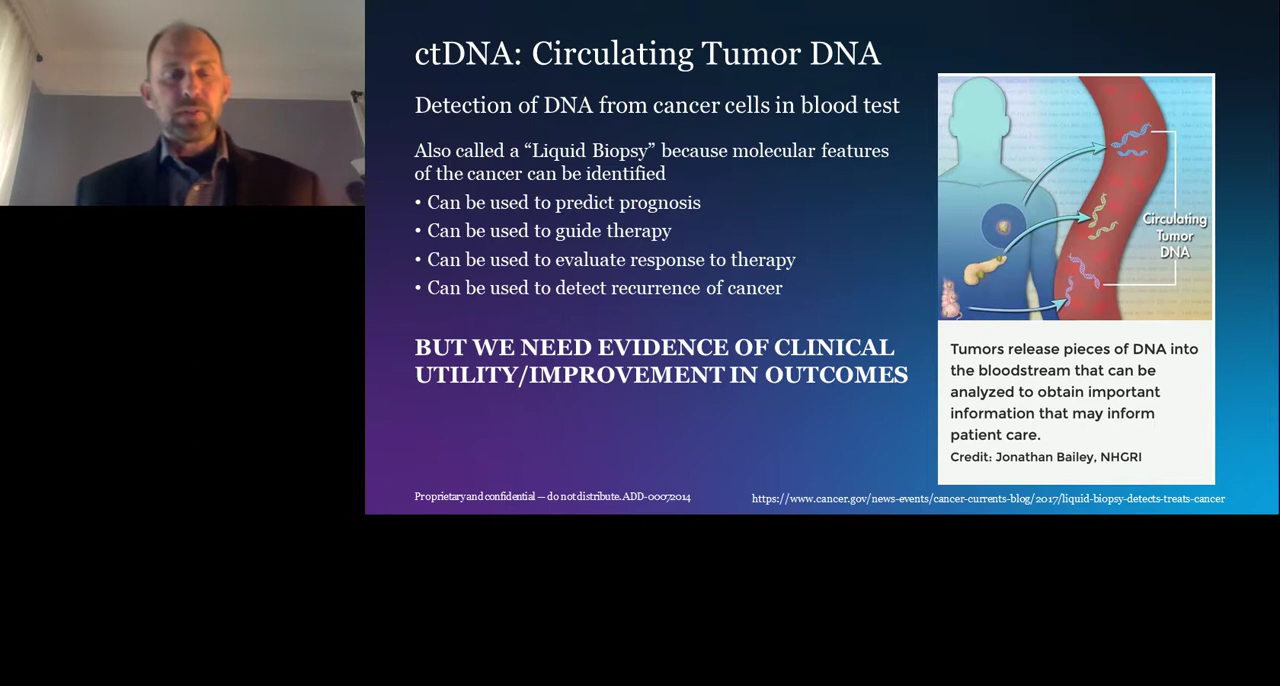 ctDNA: Circulating Tumor DNA
Detection of DNA from cancer cells in blood test
Also called a “Liquid Biopsy” because molecular features
of the cancer can be identified
• Can be used to predict prognosis
• Can be used to guide therapy
• Can be used to evaluate response to therapy
• Can be used to detect recurrence of cancer
BUT WE NEED EVIDENCE OF CLINICAL
UTILITY/IMPROVEMENT IN OUTCOMES
Circulating
Tumor
DNA
Tumors release pieces of DNA into
the bloodstream that can be
analyzed to obtain important
information that may inform
patient care.
Credit: Jonathan Bailey, NHGRI
Proprietary and confidential — do not distribute. ADD-00072014
https://www.cancer.gov/news-events/cancer-currents-blog/2017/liquid-biopsy-detects-treats-cancer